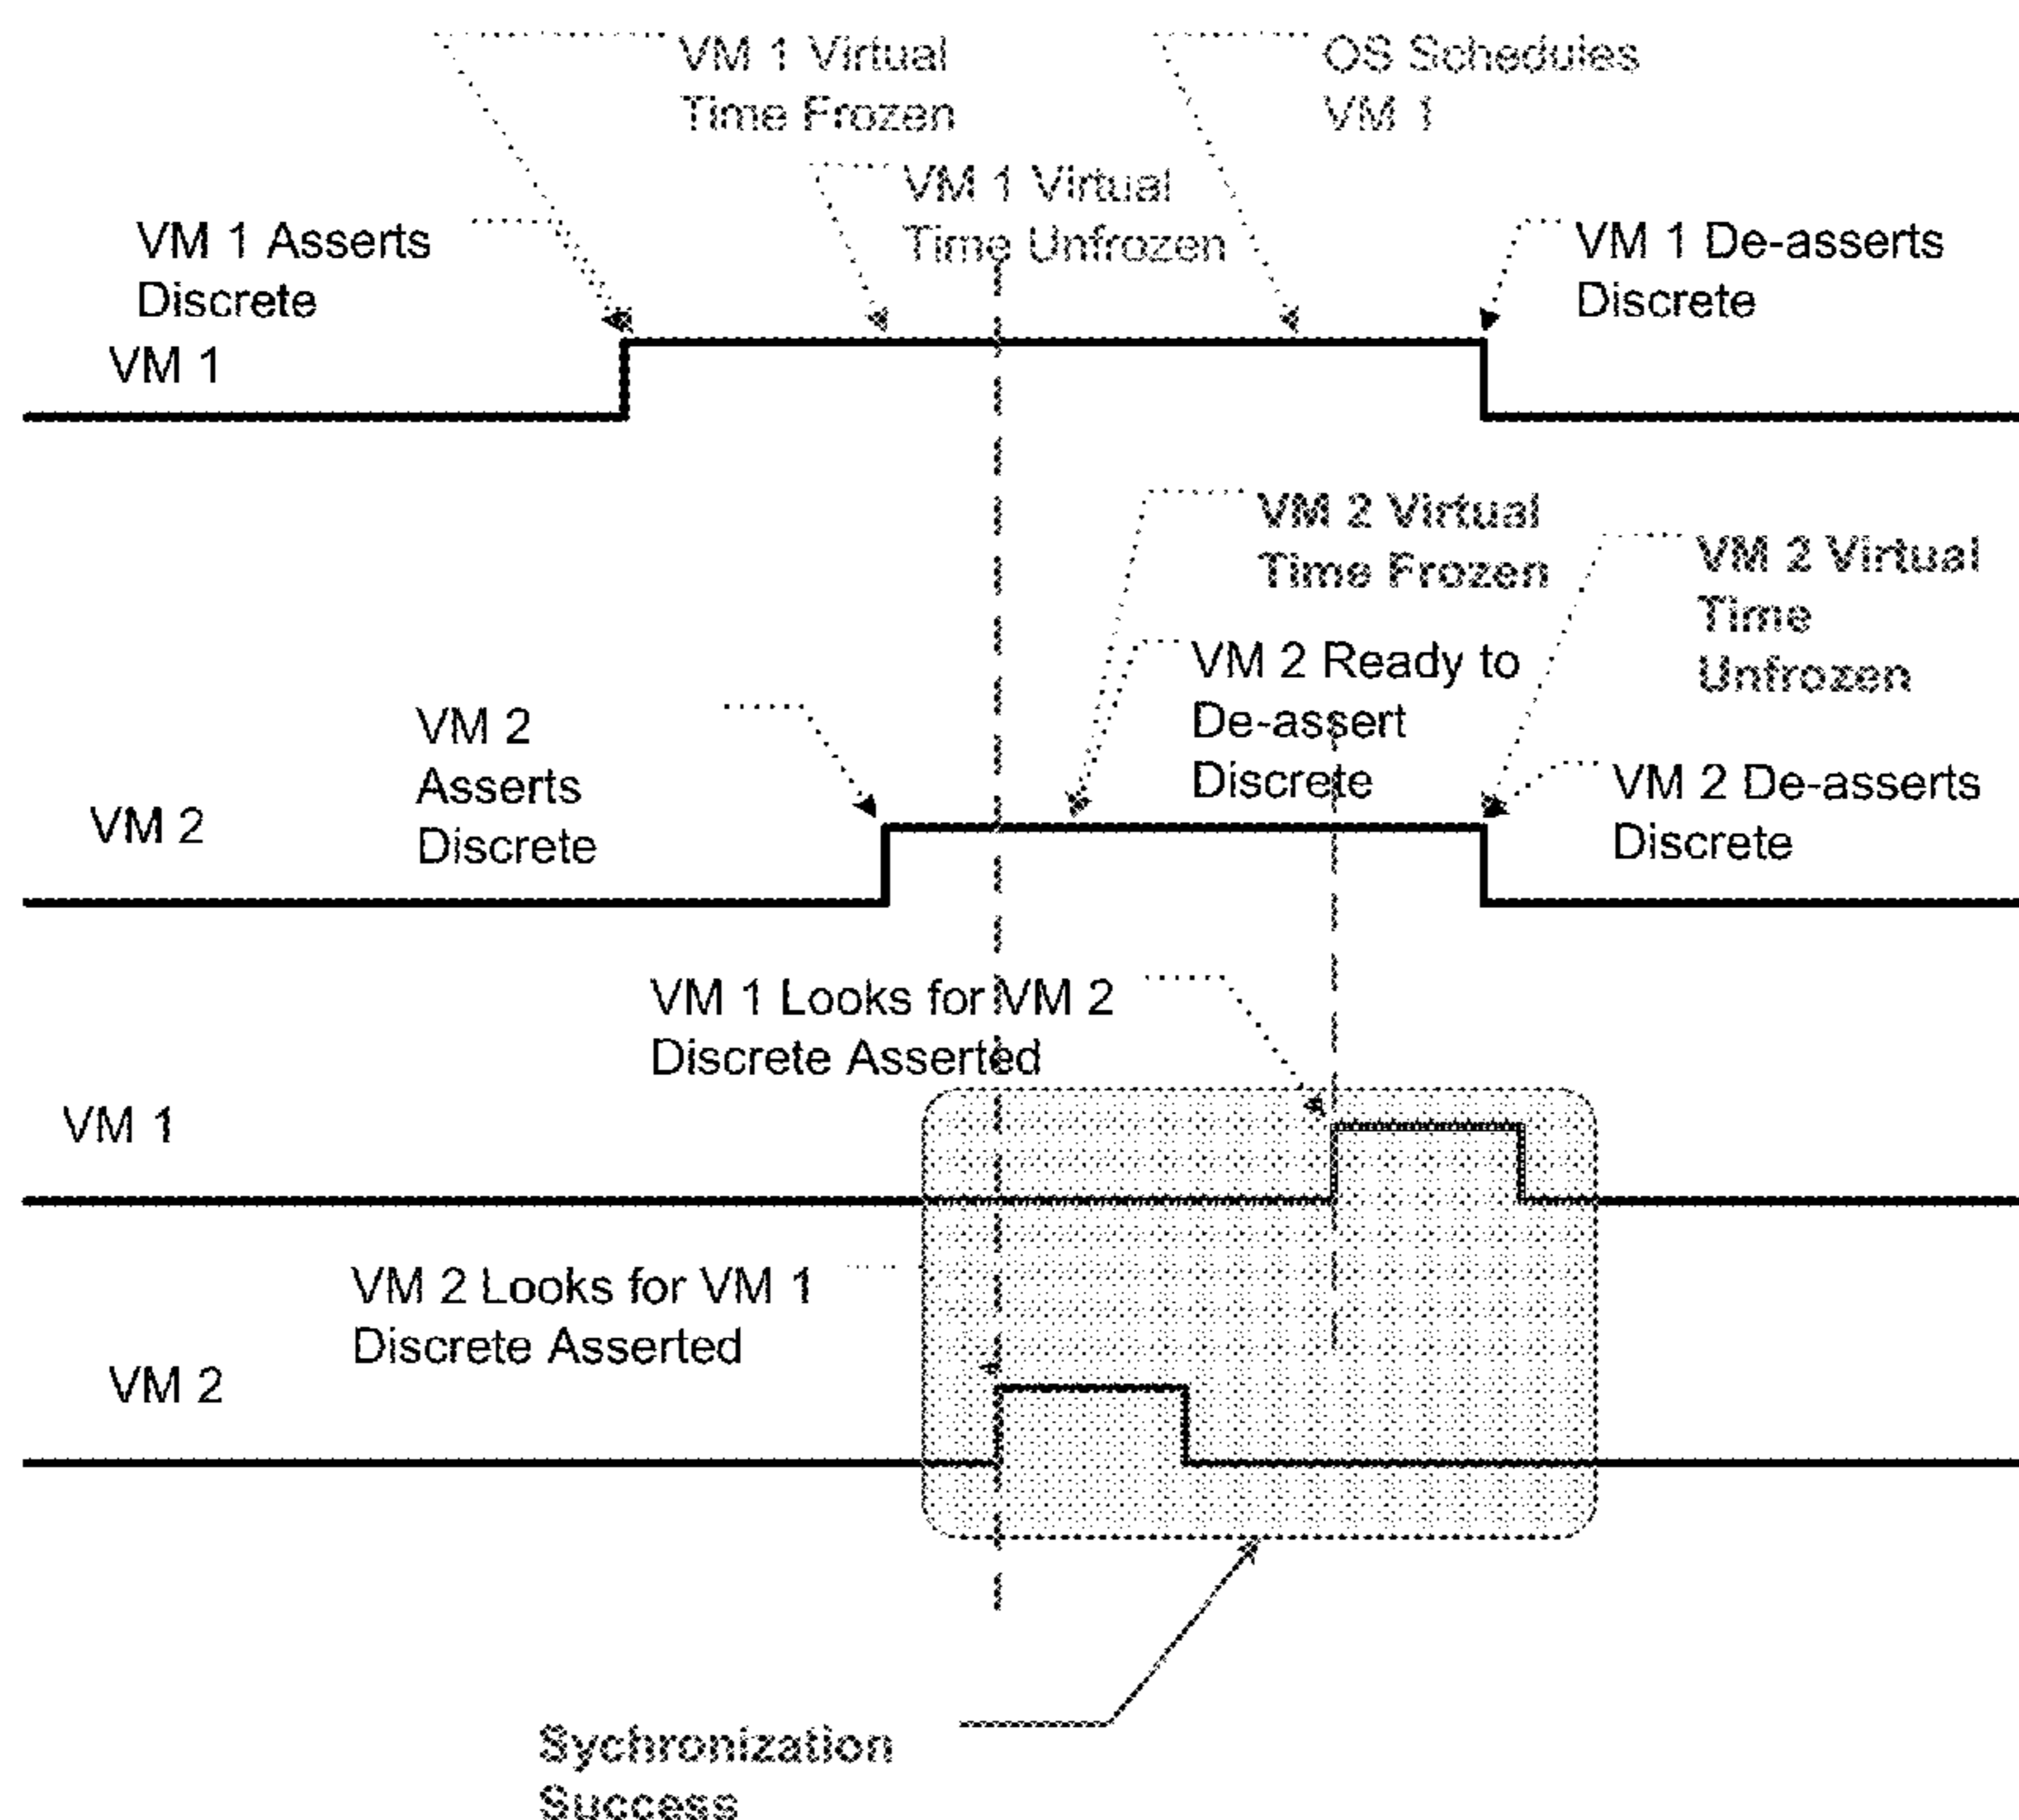 VM 1 Virtual
Time Frozen
OS Schedules
VM 1
VM 1 Virtual
Time Unfrozen
VM 1 Asserts
Discrete
VM 1 De-asserts
Discrete
VM 1
VM 2 Virtual
Time Frozen
VM 2 Virtual
Time
Unfrozen
VM 2 Ready to
De-assert
Discrete
VM 2
Asserts
Discrete
VM 2 De-asserts
Discrete
VM 2
VM 1 Looks for VM 2
Discrete Asserted
VM 1
VM 2 Looks for VM 1
Discrete Asserted
VM 2
Sychronization
Success